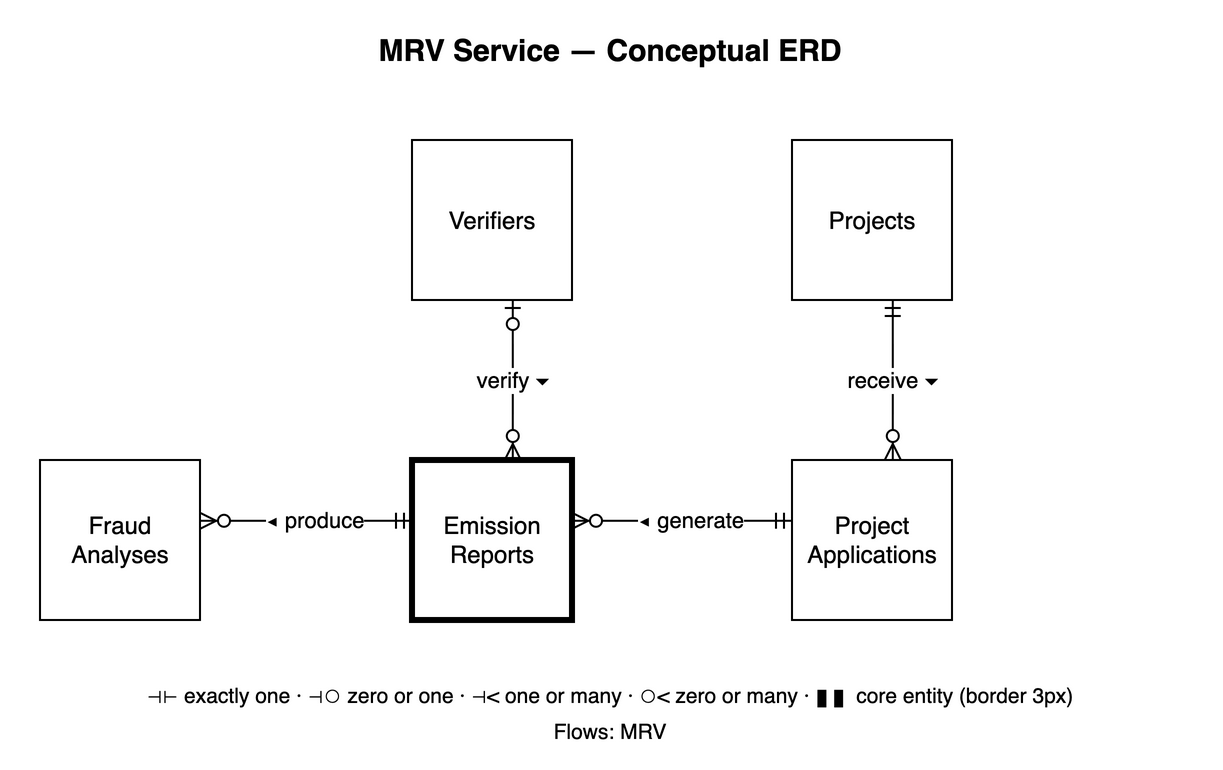 MRV Service — Conceptual ERD
Verifiers
Projects
verify
receive
Fraud
Analyses
produce
Emission
Reports
generate
Project
Applications
⊣⊢ exactly one · ⊣○ zero or one · ⊣< one or many · ○< zero or many · ▮▮ core entity (border 3px)
Flows: MRV